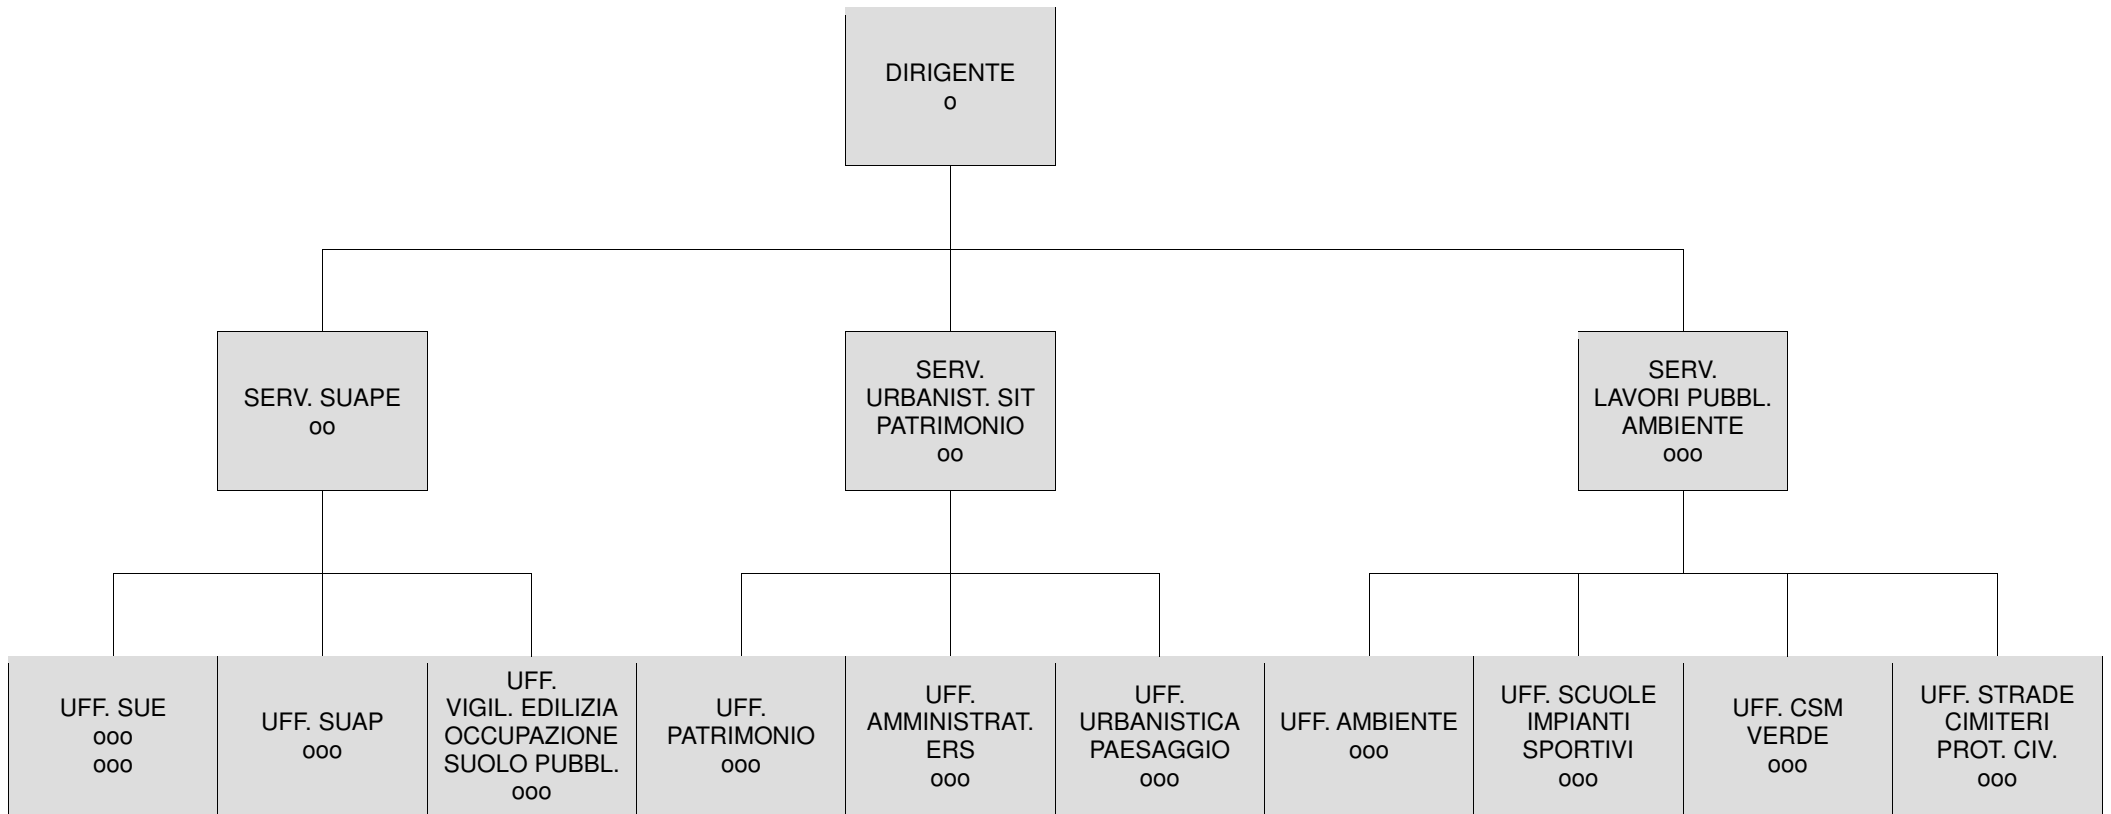 DIRIGENTE
o
SERV. SUAPE
oo
SERV.
URBANIST. SIT
PATRIMONIO
oo
SERV.
LAVORI PUBBL.
AMBIENTE
ooo
UFF. SUE
ooo
ooo
UFF. SUAP
ooo
UFF.
VIGIL. EDILIZIA
OCCUPAZIONE
SUOLO PUBBL.
ooo
UFF.
PATRIMONIO
ooo
UFF.
AMMINISTRAT.
ERS
ooo
UFF.
URBANISTICA
PAESAGGIO
ooo
UFF. AMBIENTE
ooo
UFF. SCUOLE
IMPIANTI
SPORTIVI
ooo
UFF. CSM
VERDE
ooo
UFF. STRADE
CIMITERI
PROT. CIV.
ooo